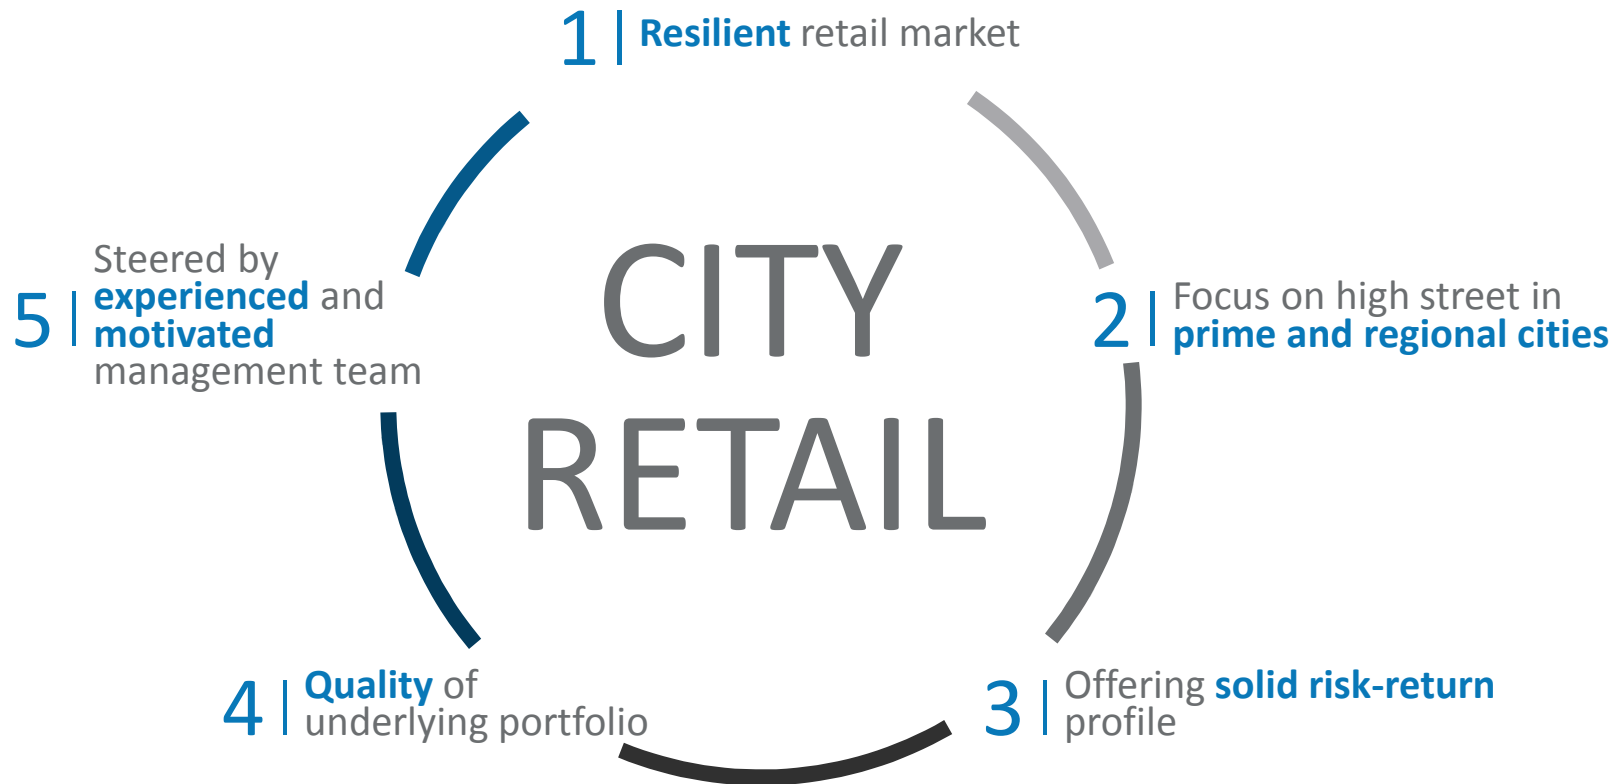 1
Resilient retail market
CITY
RETAIL
2
Focus on high street in
prime and regional cities
3
Offering solid risk-return
profile
4
Quality of
underlying portfolio
5
Steered by
experienced and
motivated
management team